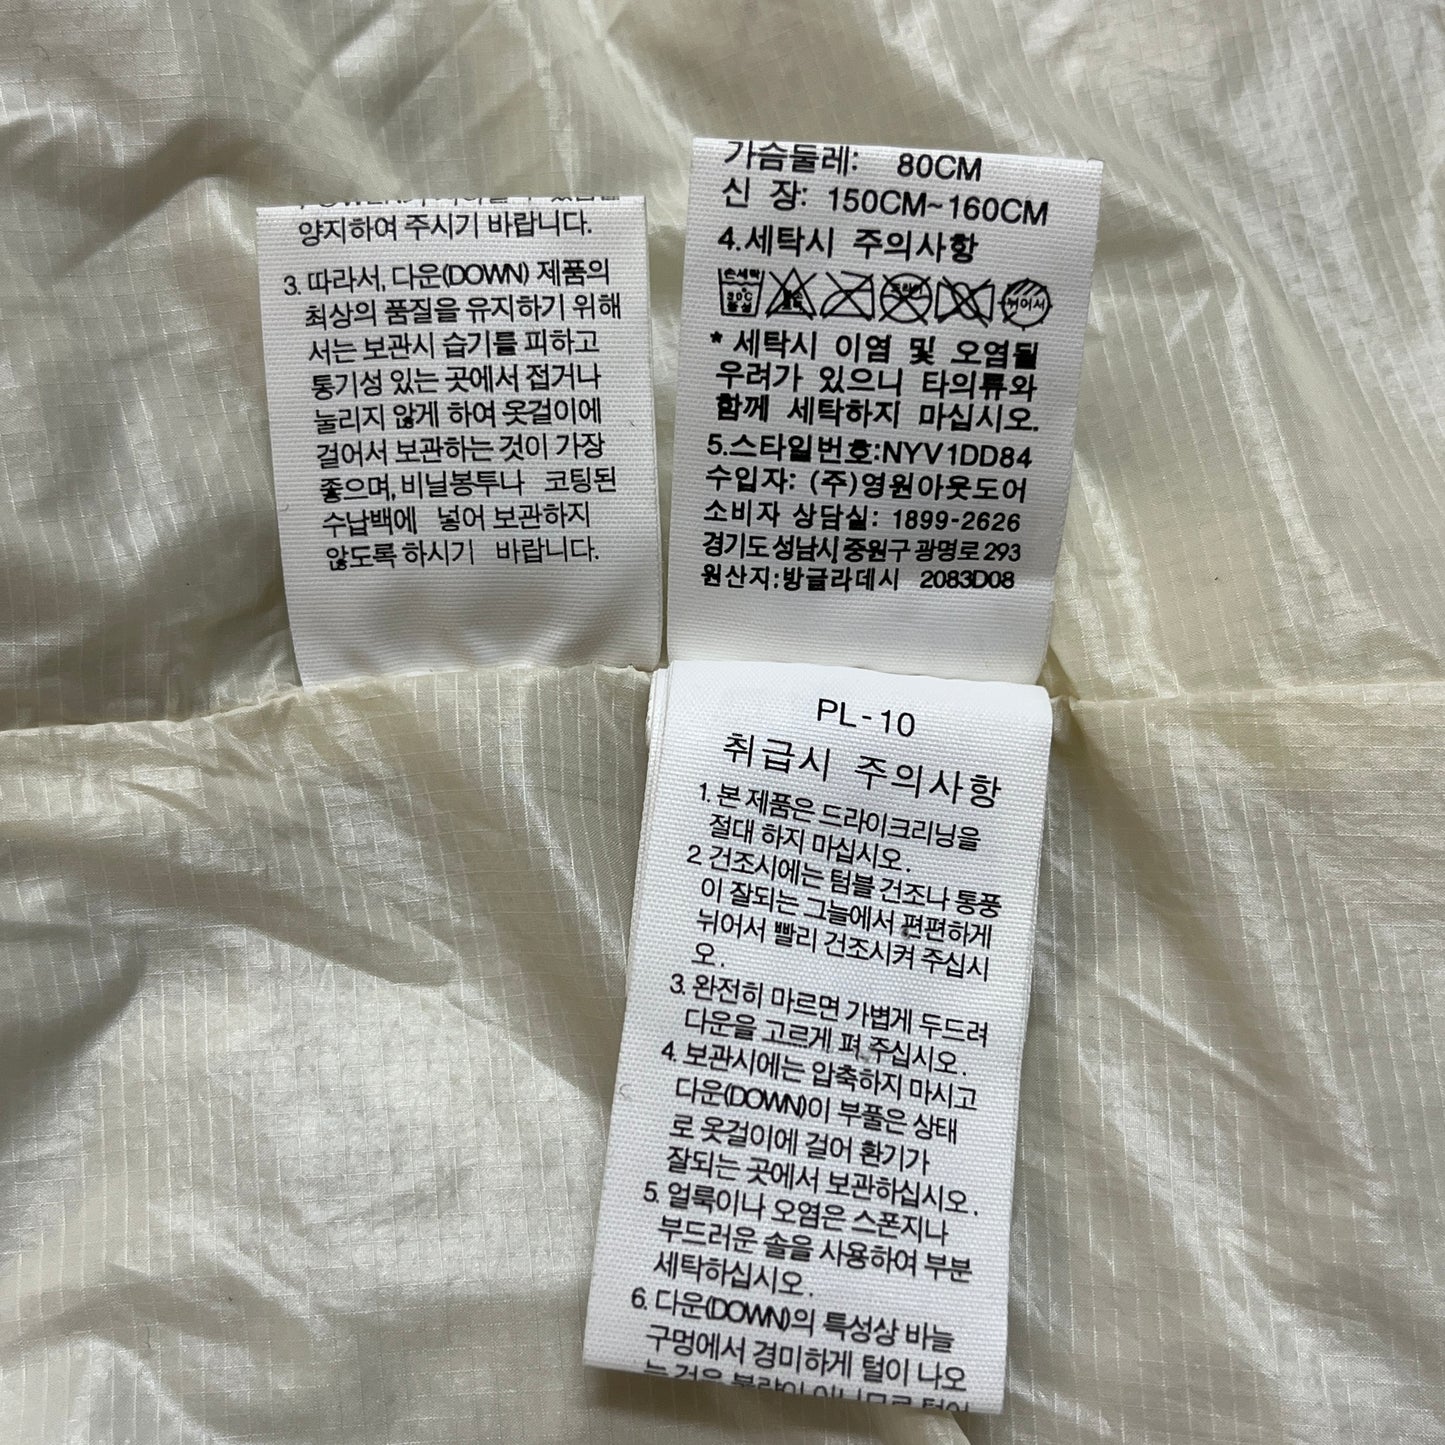 양지하여 주시기 바랍니다.
3. 따라서, 다운(DOWN) 제품의
최상의 품질을 유지하기 위해
서는 보관시 습기를 피하고
통기성 있는 곳에서 접거나
눌리지 않게 하여 옷걸이에
걸어서 보관하는 것이 가장
좋으며, 비닐봉투나 코팅된
수납백에 넣어 보관하지
않도록 하시기 바랍니다.
가슴둘레: 80CM
신 장: 150CM~160CM
4.세탁시 주의사항
손세탁
30℃
중성
드라이
뉘어서
* 세탁시 이염 및 오염될
우려가 있으니 타의류와
함께 세탁하지 마십시오.
5.스타일번호:NYV1DD84
수입자: (주)영원아웃도어
소비자 상담실: 1899-2626
경기도 성남시 중원구 광명로 293
원산지:방글라데시 2083D08
PL-10
취급시 주의사항
1. 본 제품은 드라이크리닝을
절대 하지 마십시오.
2 건조시에는 텀블 건조나 통풍
이 잘되는 그늘에서 편편하게
뉘어서 빨리 건조시켜 주십시
오.
3. 완전히 마르면 가볍게 두드려
다운을 고르게 펴 주십시오.
4. 보관시에는 압축하지 마시고
다운(DOWN)이 부풀은 상태
로 옷걸이에 걸어 환기가
잘되는 곳에서 보관하십시오.
5. 얼룩이나 오염은 스폰지나
부드러운 솔을 사용하여 부분
세탁하십시오.
6. 다운(DOWN)의 특성상 바늘
구멍에서 경미하게 털이 나오